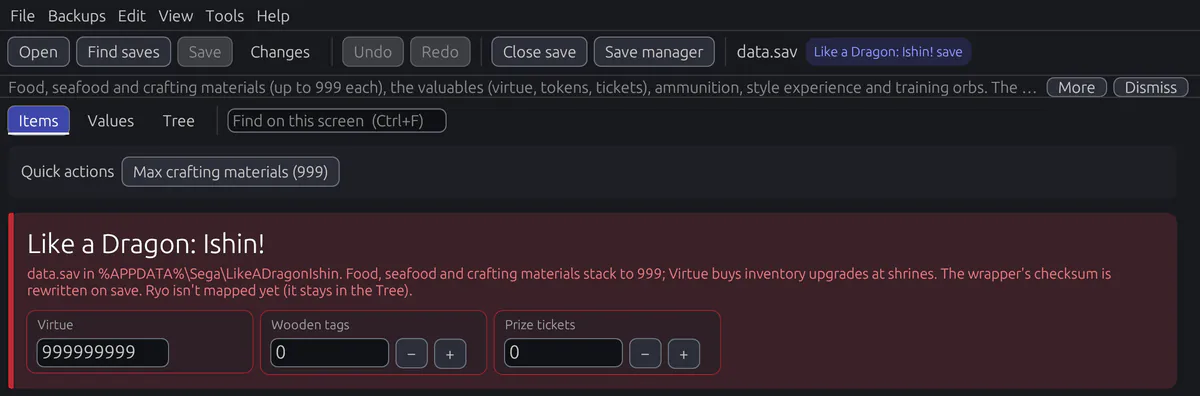 File Backups Edit View Tools Help
Open Find saves Save Changes Undo Redo Close save Save manager data.sav Like a Dragon: Ishin! save
Food, seafood and crafting materials (up to 999 each), the valuables (virtue, tokens, tickets), ammunition, style experience and training orbs. The ... More Dismiss
Items Values Tree Find on this screen (Ctrl+F)
Quick actions Max crafting materials (999)
Like a Dragon: Ishin!
data.sav in %APPDATA%\Sega\LikeADragonIshin. Food, seafood and crafting materials stack to 999; Virtue buys inventory upgrades at shrines. The wrapper's checksum is
rewritten on save. Ryo isn't mapped yet (it stays in the Tree).
Virtue Wooden tags Prize tickets
999999999 0 − + 0 − +